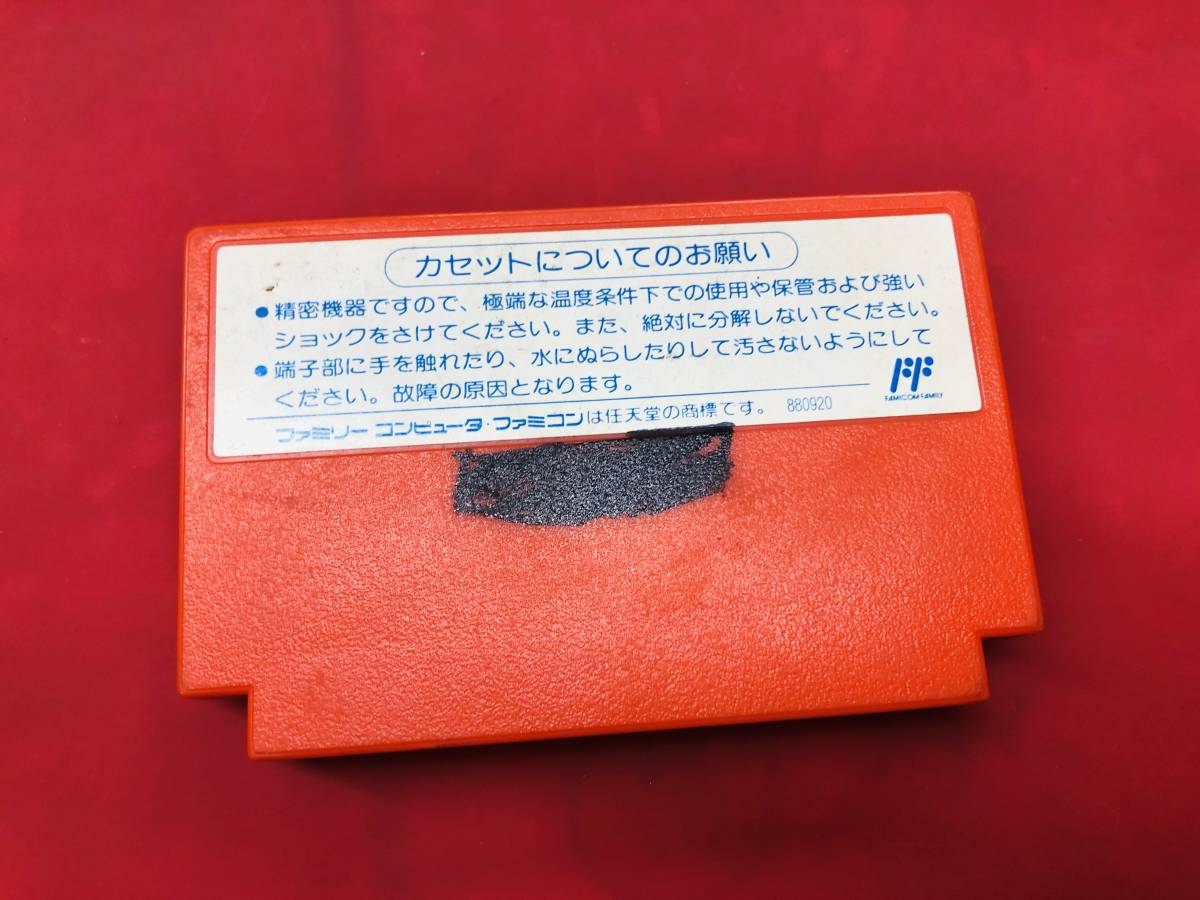 カセットについてのお願い
●精密機器ですので、極端な温度条件下での使用や保管および強い
ショックをさけてください。また、絶対に分解しないでください。
●端子部に手を触れたり、水にぬらしたりして汚さないようにして
ください。故障の原因となります。
FAMICOM FAMILY
ファミリー コンピュータ・ファミコンは任天堂の商標です。 880920